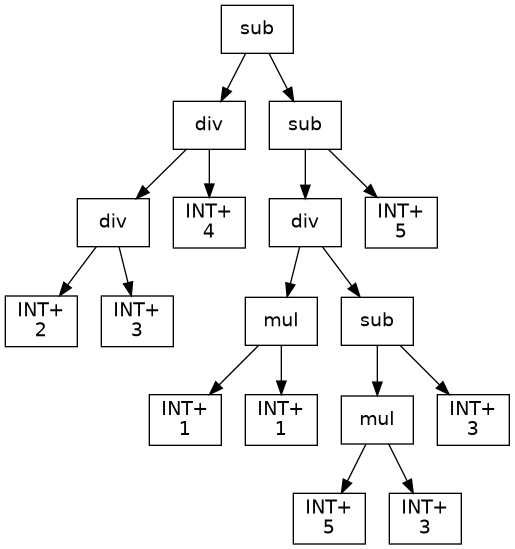 sub
div
sub
div
INT+
4
div
INT+
5
INT+
2
INT+
3
mul
sub
INT+
1
INT+
1
mul
INT+
3
INT+
5
INT+
3